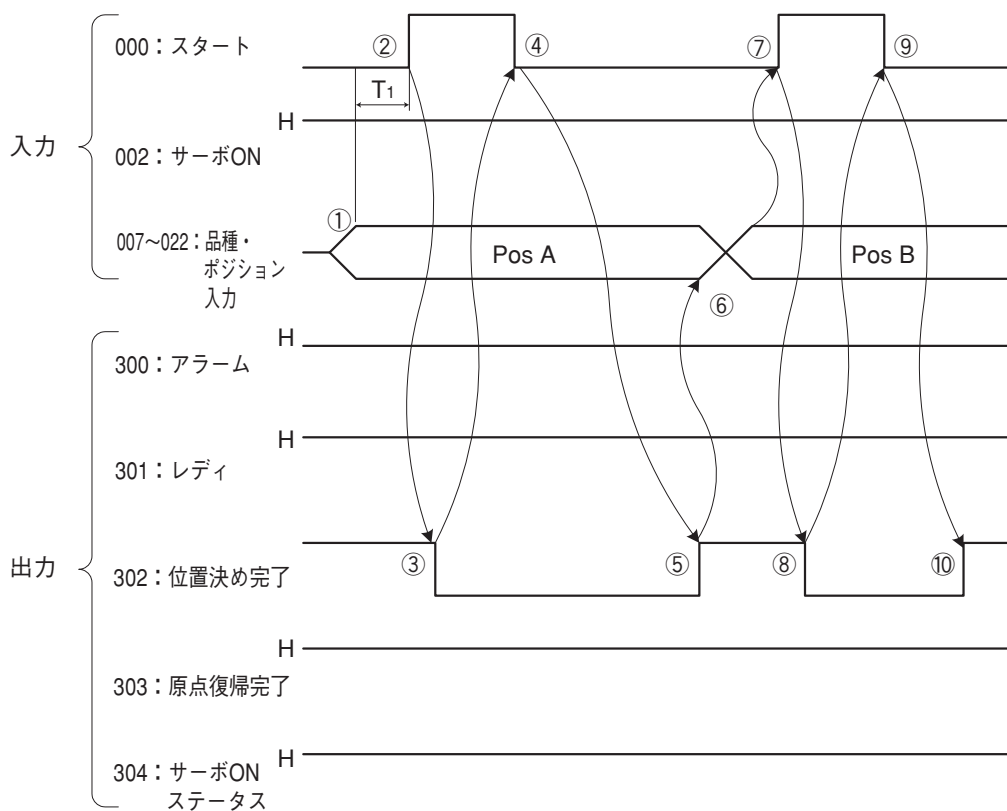 000：スタート
②
④
⑦
⑨
T1
H
入力
002：サーボON
①
007～022：品種・
ポジション
入力
Pos A
Pos B
⑥
H
300：アラーム
H
301：レディ
出力
302：位置決め完了
③
⑤
⑧
⑩
H
303：原点復帰完了
H
304：サーボON
ステータス